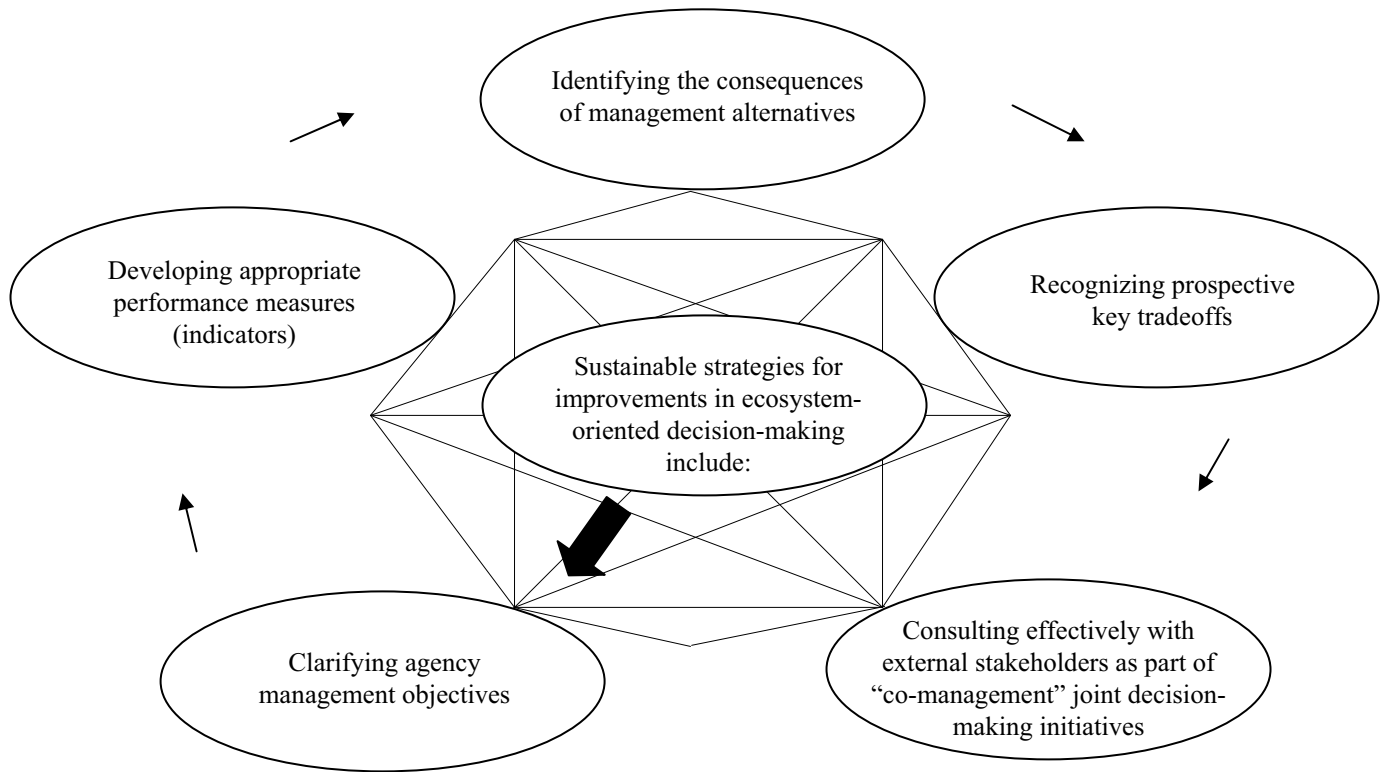 Identifying the consequences
of management alternatives
Developing appropriate
performance measures
(indicators)
Recognizing prospective
key tradeoffs
Sustainable strategies for
improvements in ecosystem-
oriented decision-making
include:
Clarifying agency
management objectives
Consulting effectively with
external stakeholders as part of
“co-management” joint decision-
making initiatives